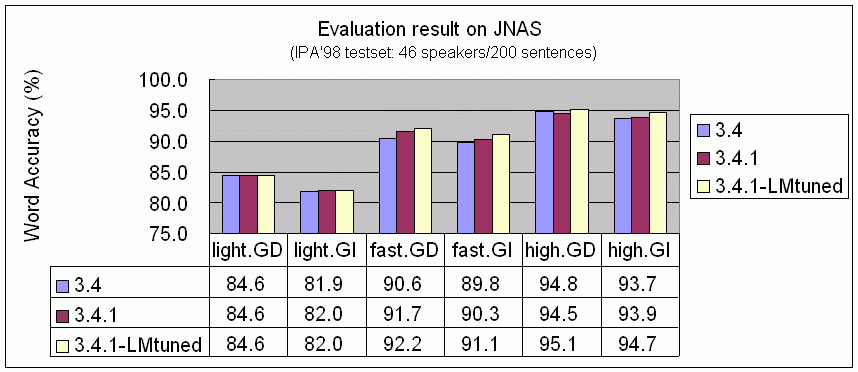 Evaluation result on JNAS
(IPA'98 testset: 46 speakers/200 sentences)
Word Accuracy (%)
100.0
95.0
90.0
85.0
80.0
75.0
3.4
3.4.1
3.4.1-LMtuned
light.GD light.GI fast.GD fast.GI high.GD high.GI
3.4 84.6 81.9 90.6 89.8 94.8 93.7
3.4.1 84.6 82.0 91.7 90.3 94.5 93.9
3.4.1-LMtuned 84.6 82.0 92.2 91.1 95.1 94.7